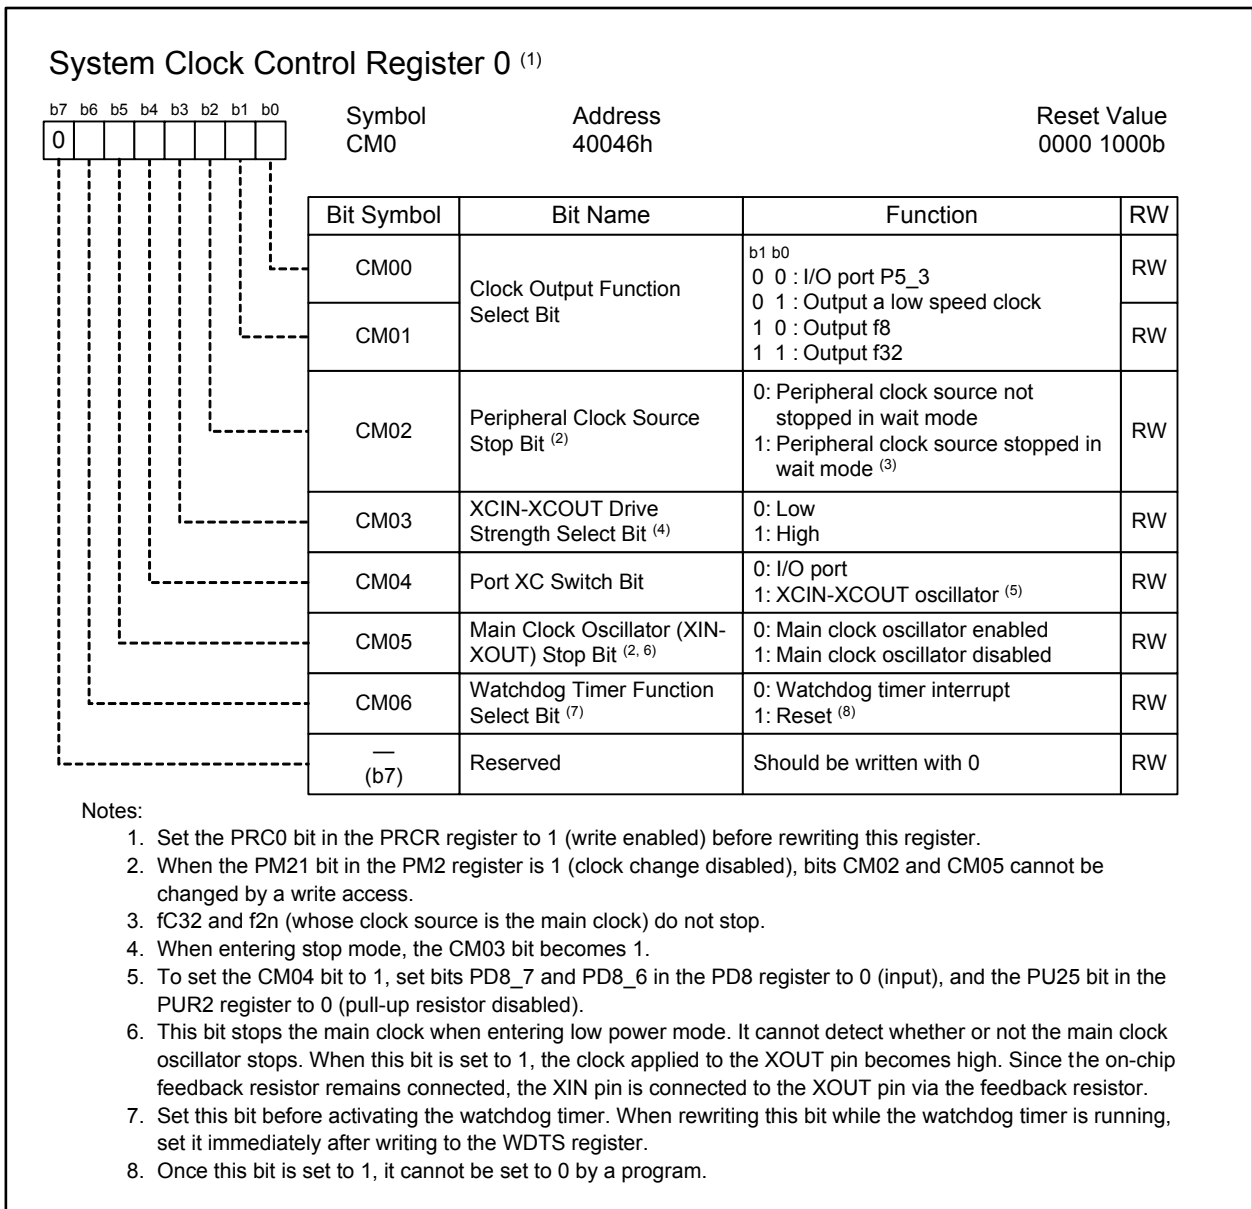 System Clock Control Register 0 (1)
b7 b6 b5 b4 b3 b2 b1 b0
0
Symbol Address Reset Value
CM0 40046h 0000 1000b
Bit Symbol Bit Name Function RW
CM00
CM01
Clock Output Function
Select Bit
b1 b0
0 0 : I/O port P5_3
0 1 : Output a low speed clock
1 0 : Output f8
1 1 : Output f32
RW
RW
CM02
Peripheral Clock Source
Stop Bit (2)
0: Peripheral clock source not
stopped in wait mode
1: Peripheral clock source stopped in
wait mode (3)
RW
CM03
XCIN-XCOUT Drive
Strength Select Bit (4)
0: Low
1: High
RW
CM04
Port XC Switch Bit
0: I/O port
1: XCIN-XCOUT oscillator (5)
RW
CM05
Main Clock Oscillator (XIN-
XOUT) Stop Bit (2, 6)
0: Main clock oscillator enabled
1: Main clock oscillator disabled
RW
CM06
Watchdog Timer Function
Select Bit (7)
0: Watchdog timer interrupt
1: Reset (8)
RW
—
(b7)
Reserved
Should be written with 0
RW
Notes:
1. Set the PRC0 bit in the PRCR register to 1 (write enabled) before rewriting this register.
2. When the PM21 bit in the PM2 register is 1 (clock change disabled), bits CM02 and CM05 cannot be
changed by a write access.
3. fC32 and f2n (whose clock source is the main clock) do not stop.
4. When entering stop mode, the CM03 bit becomes 1.
5. To set the CM04 bit to 1, set bits PD8_7 and PD8_6 in the PD8 register to 0 (input), and the PU25 bit in the
PUR2 register to 0 (pull-up resistor disabled).
6. This bit stops the main clock when entering low power mode. It cannot detect whether or not the main clock
oscillator stops. When this bit is set to 1, the clock applied to the XOUT pin becomes high. Since the on-chip
feedback resistor remains connected, the XIN pin is connected to the XOUT pin via the feedback resistor.
7. Set this bit before activating the watchdog timer. When rewriting this bit while the watchdog timer is running,
set it immediately after writing to the WDTS register.
8. Once this bit is set to 1, it cannot be set to 0 by a program.